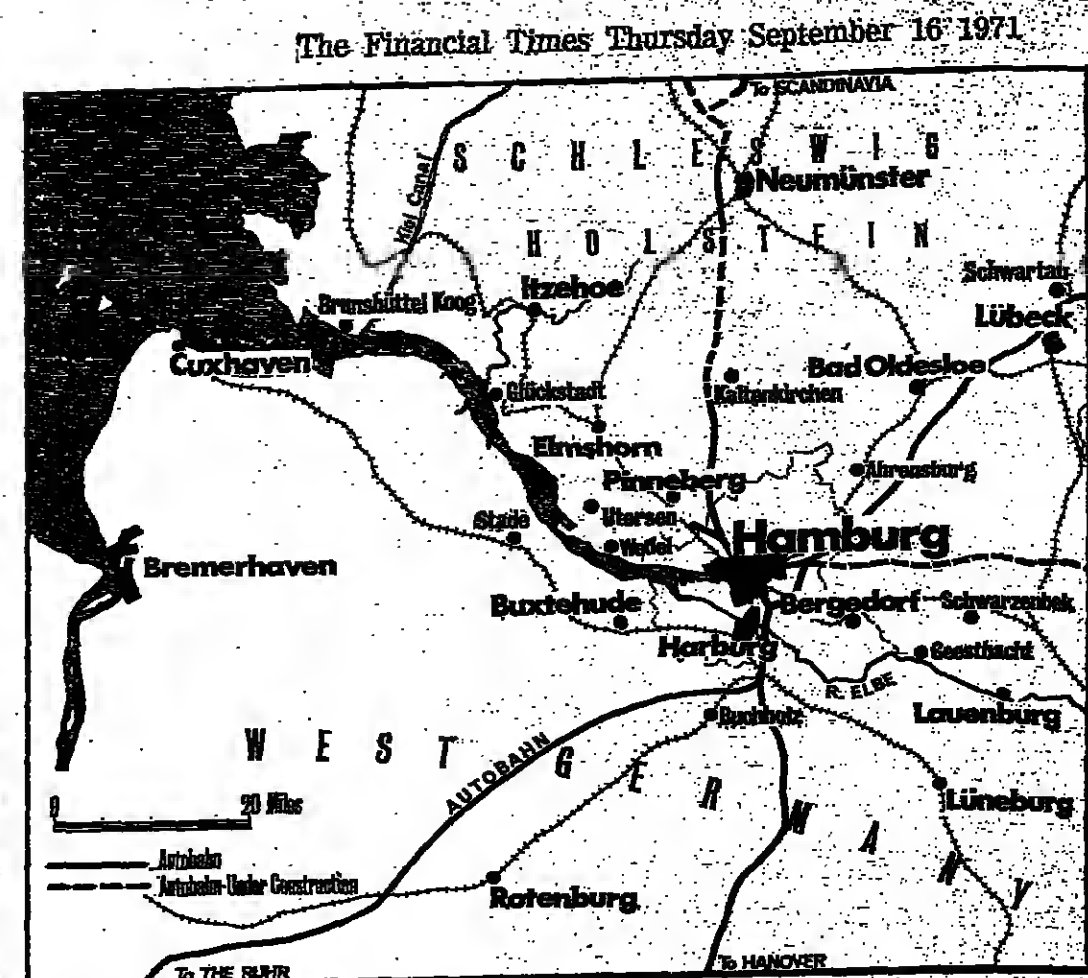 The Financial Times Thursday September 16 1971
To SCANDINAVIA
SCHLESWIG
Kiel Canal
Neumünster
HOLSTEIN
Schwartau
Itzehoe
Brunsbüttel Koog
Lübeck
Cuxhaven
Bad Oldesloe
Glückstadt
Kaltenkirchen
Elmshorn
Ahrensburg
Pinneberg
Stade
Utersen
Hamburg
Wedel
Bremerhaven
Buxtehude
Bergedorf
Schwarzenbek
Harburg
Geesthacht
R. ELBE
Buchholz
Lauenburg
WEST GERMANY
AUTOBAHN
0 20 Miles
Lüneburg
Autobahn
Autobahn-Under Construction
Rotenburg
To THE RUHR
To HANOVER